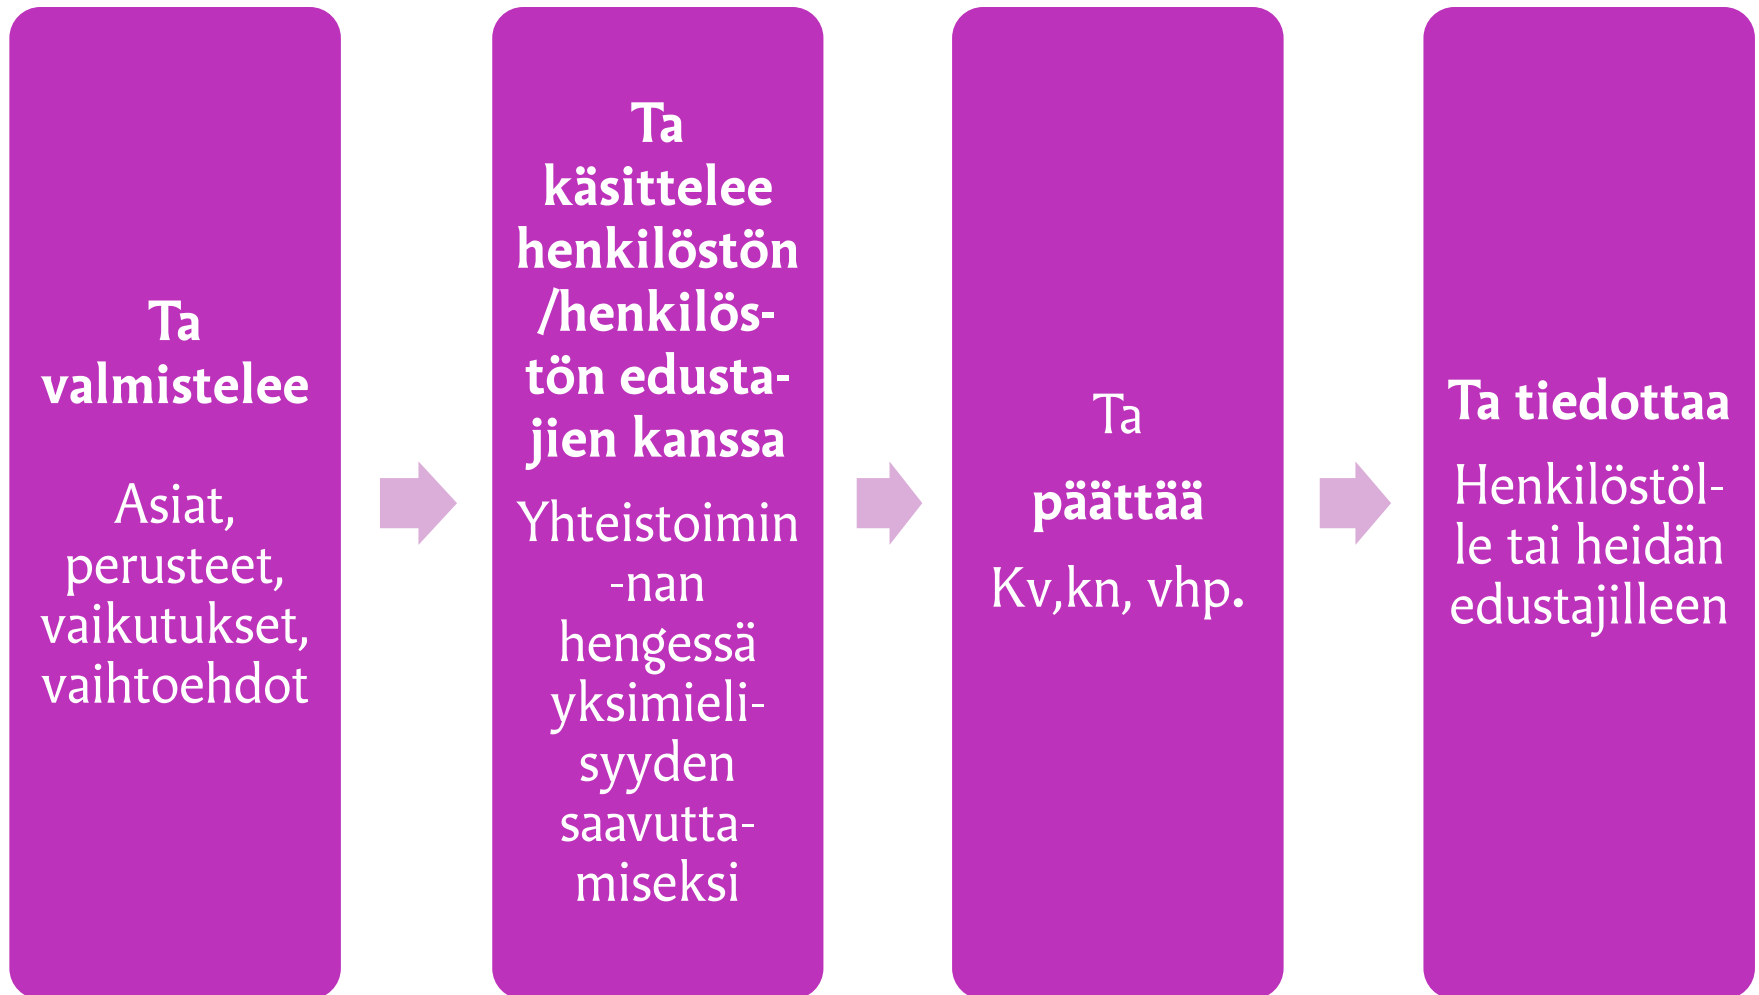 Ta
valmistelee
Asiat,
perusteet,
vaikutukset,
vaihtoehdot
Ta
käsittelee
henkilöstön
/henkilös-
tön edusta-
jien kanssa
Yhteistoimin
-nan
hengessä
yksimieli-
syyden
saavutta-
miseksi
Ta
päättää
Kv,kn, vhp.
Ta tiedottaa
Henkilöstöl-
le tai heidän
edustajilleen